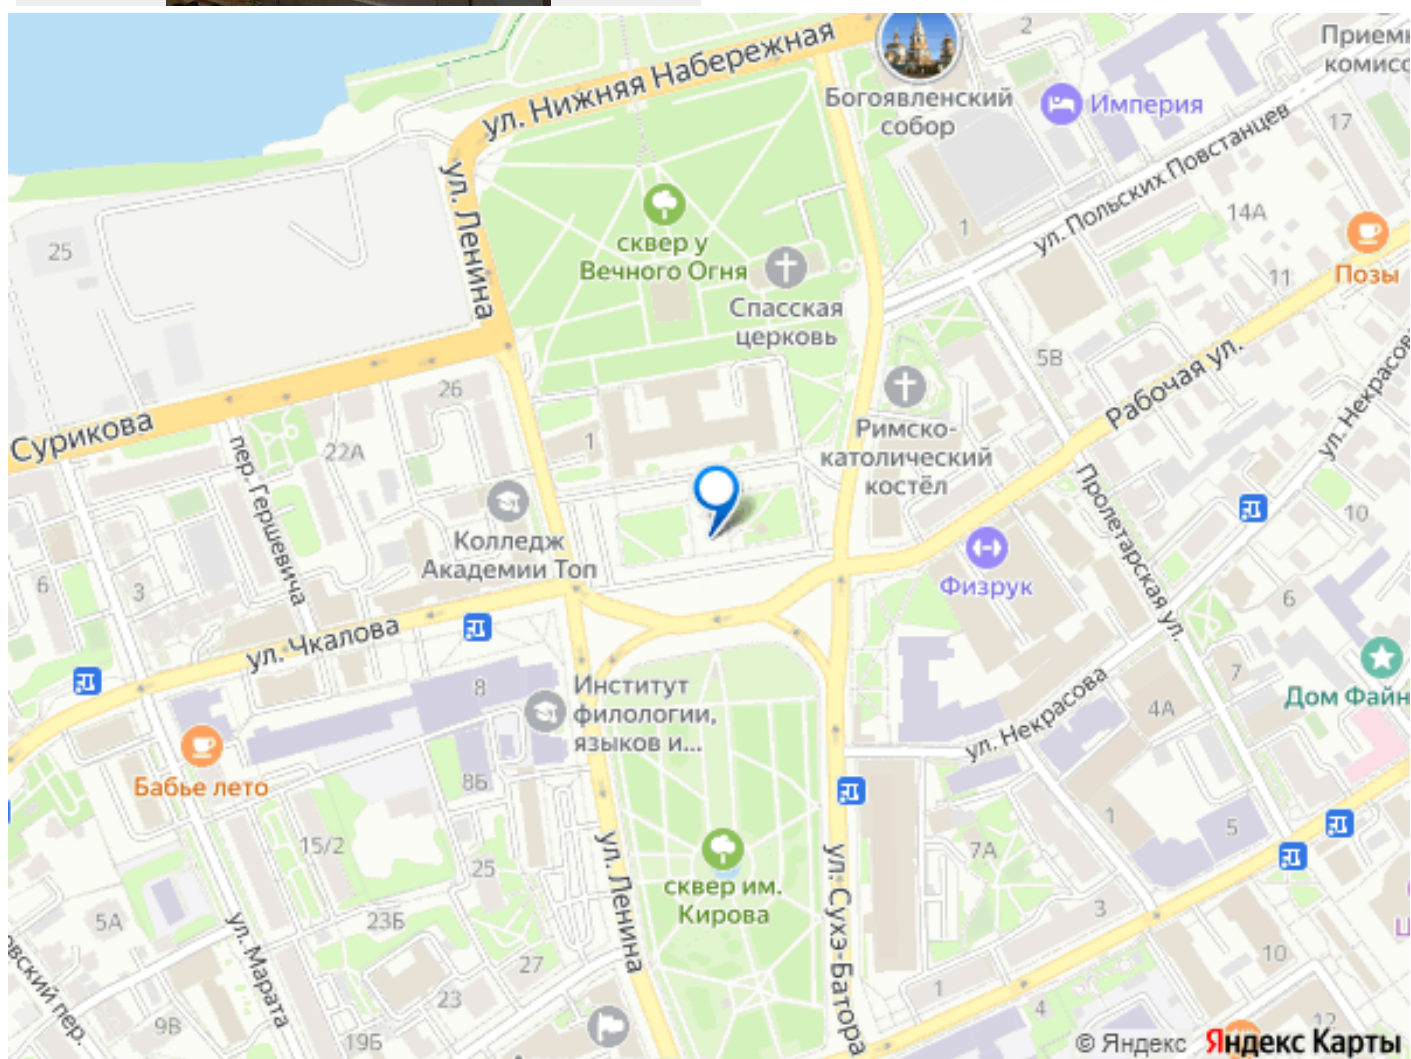 ул. Нижняя Набережная
2
Приемн
комисс
Богоявленский
собор
Империя
17
ул. Польских Повстанцев
ул. Ленина
14А
25
сквер у
Вечного Огня
1
Позы
11
Спасская
церковь
5В
Рабочая ул.
ул. Некрасова
26
Сурикова
22А
1
Римско-
католический
костёл
пер. Гершевича
Пролетарская ул.
10
Колледж
Академии Топ
Физрук
6
3
6
ул. Чкалова
7
Дом Файн
8
Институт
филологии,
языков и...
4А
ул. Некрасова
Бабье лето
8Б
1
5
15/2
7А
25
сквер им.
Кирова
ул. Ленина
ул. Сухэ-Батора
5А
23Б
3
ул. Марата
27
10
вский пер.
23
1
4
9В
19Б
12
© Яндекс Яндекс Карты